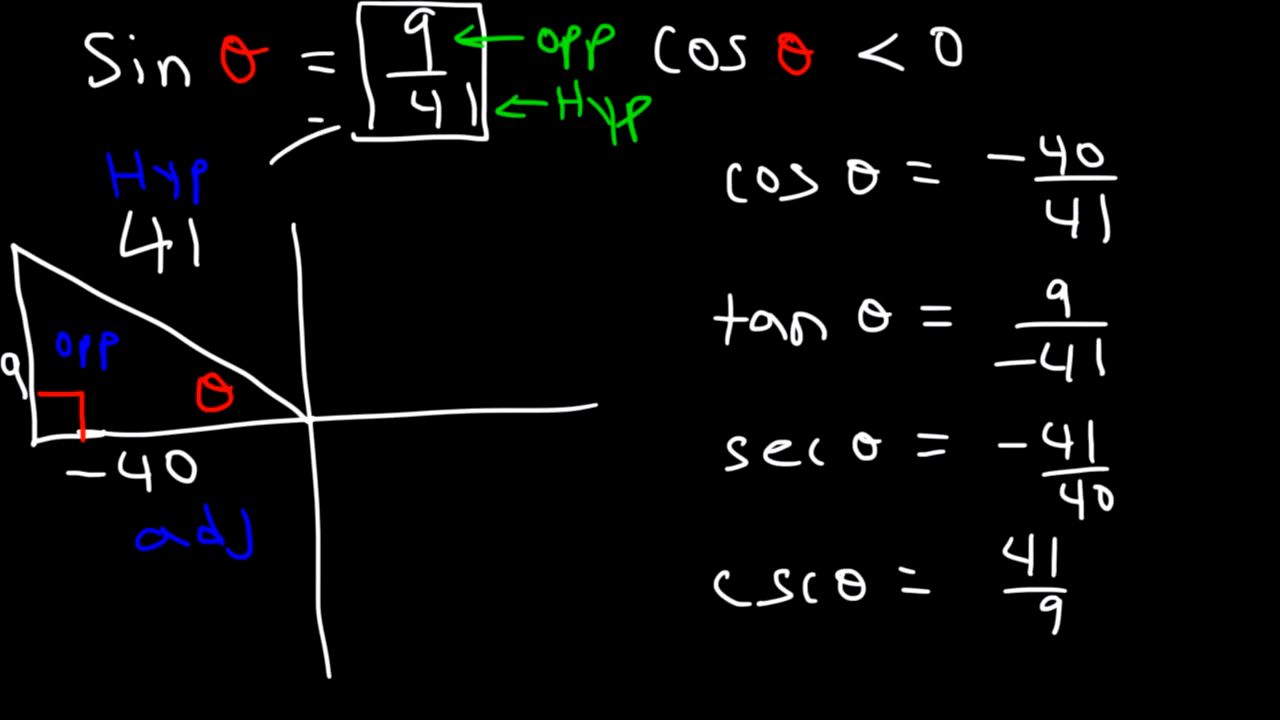 Sin θ = 9/41 ← opp ← Hyp cos θ < 0
=
Hyp
41
cos θ = -40/41
9 opp θ
tan θ = 9/-41
-40
sec θ = -41/40
adj
csc θ = 41/9